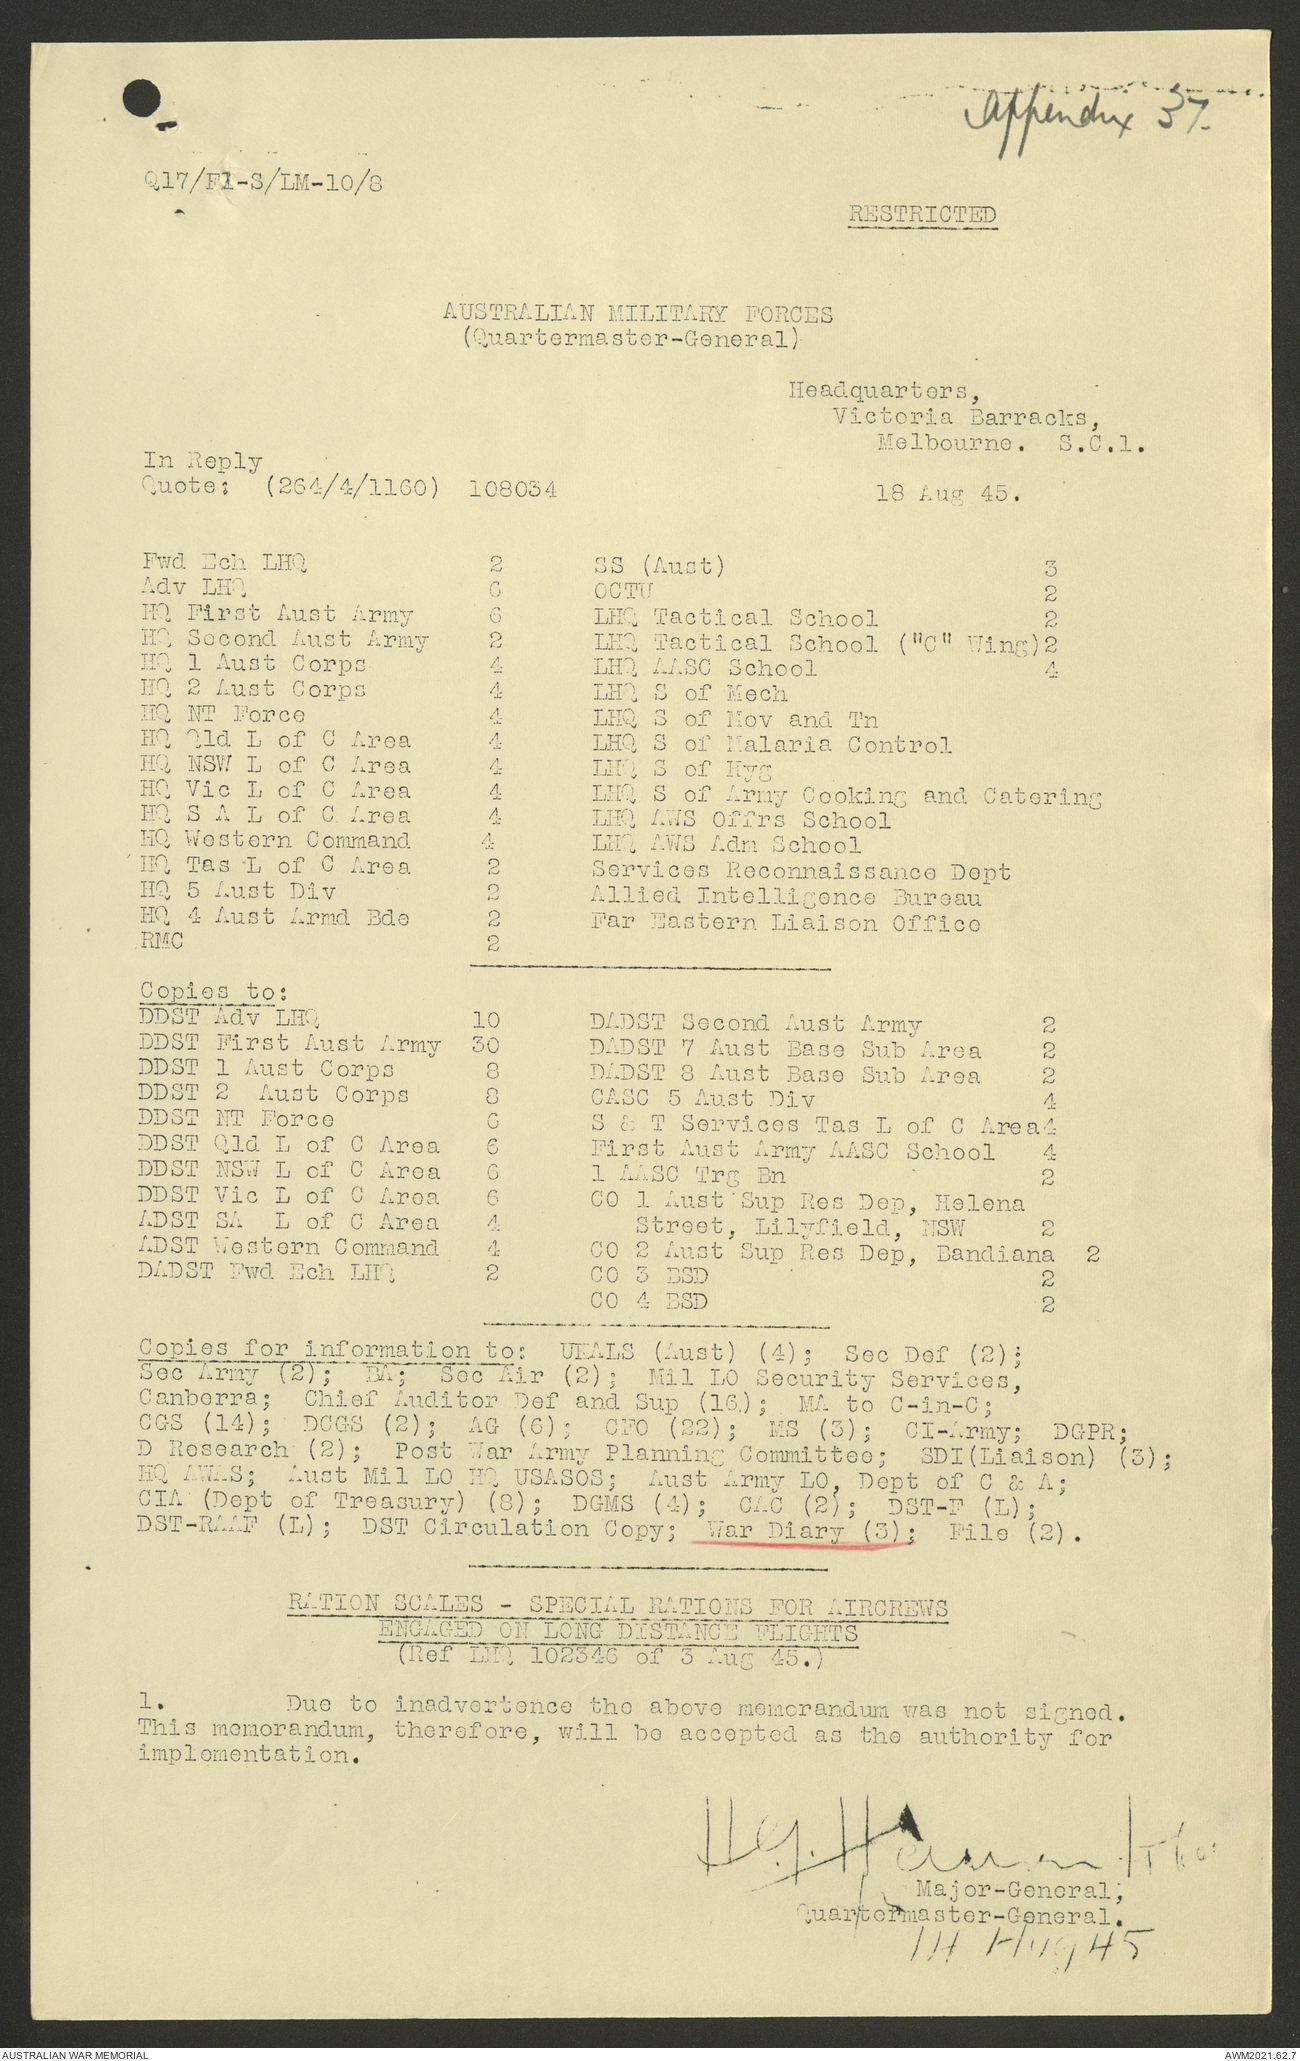 Appendix 37.
Q17/F1-S/LM-10/8
RESTRICTED
AUSTRALIAN MILITARY FORCES
(Quartermaster-General)
Headquarters,
Victoria Barracks,
Melbourne. S.C.1.
In Reply
Quote: (264/4/1160) 108034
18 Aug 45.
Fwd Ech LHQ 2
Adv LHQ 6
HQ First Aust Army 6
HQ Second Aust Army 2
HQ 1 Aust Corps 4
HQ 2 Aust Corps 4
HQ NT Force 4
HQ Qld L of C Area 4
HQ NSW L of C Area 4
HQ Vic L of C Area 4
HQ S A L of C Area 4
HQ Western Command 4
HQ Tas L of C Area 2
HQ 5 Aust Div 2
HQ 4 Aust Armd Bde 2
RMC 2
SS (Aust) 3
OCTU 2
LHQ Tactical School 2
LHQ Tactical School ("C" Wing)2
LHQ AASC School 4
LHQ S of Mech
LHQ S of Mov and Tn
LHQ S of Malaria Control
LHQ S of Hyg
LHQ S of Army Cooking and Catering
LHQ AWS Offrs School
LHQ AWS Adm School
Services Reconnaissance Dept
Allied Intelligence Bureau
Far Eastern Liaison Office
Copies to:
DDST Adv LHQ 10
DDST First Aust Army 30
DDST 1 Aust Corps 8
DDST 2 Aust Corps 8
DDST NT Force 6
DDST Qld L of C Area 6
DDST NSW L of C Area 6
DDST Vic L of C Area 6
ADST SA L of C Area 4
ADST Western Command 4
DADST Fwd Ech LHQ 2
DADST Second Aust Army 2
DADST 7 Aust Base Sub Area 2
DADST 8 Aust Base Sub Area 2
CASC 5 Aust Div 4
S & T Services Tas L of C Area4
First Aust Army AASC School 4
1 AASC Trg Bn 2
CO 1 Aust Sup Res Dep, Helena
Street, Lilyfield, NSW 2
CO 2 Aust Sup Res Dep, Bandiana 2
CO 3 BSD 2
CO 4 BSD 2
Copies for information to: UKALS (Aust) (4); Sec Def (2);
Sec Army (2); BA; Sec Air (2); Mil LO Security Services,
Canberra; Chief Auditor Def and Sup (16.); MA to C-in-C;
CGS (14); DCGS (2); AG (6); CFO (22); MS (3); CI-Army; DGPR;
D Research (2); Post War Army Planning Committee; SDI(Liaison) (3);
HQ AWAS; Aust Mil LO HQ USASOS; Aust Army LO, Dept of C & A;
CIA (Dept of Treasury) (8); DGMS (4); CAC (2); DST-F (L);
DST-RAAF (L); DST Circulation Copy; War Diary (3); File (2).
RATION SCALES - SPECIAL RATIONS FOR AIRCREWS
ENGAGED ON LONG DISTANCE FLIGHTS
(Ref LHQ 102346 of 3 Aug 45.)
1. Due to inadvertence the above memorandum was not signed.
This memorandum, therefore, will be accepted as the authority for
implementation.
Major-General,
Quartermaster-General.
Aug 45
AUSTRALIAN WAR MEMORIAL
AWM2021.62.7